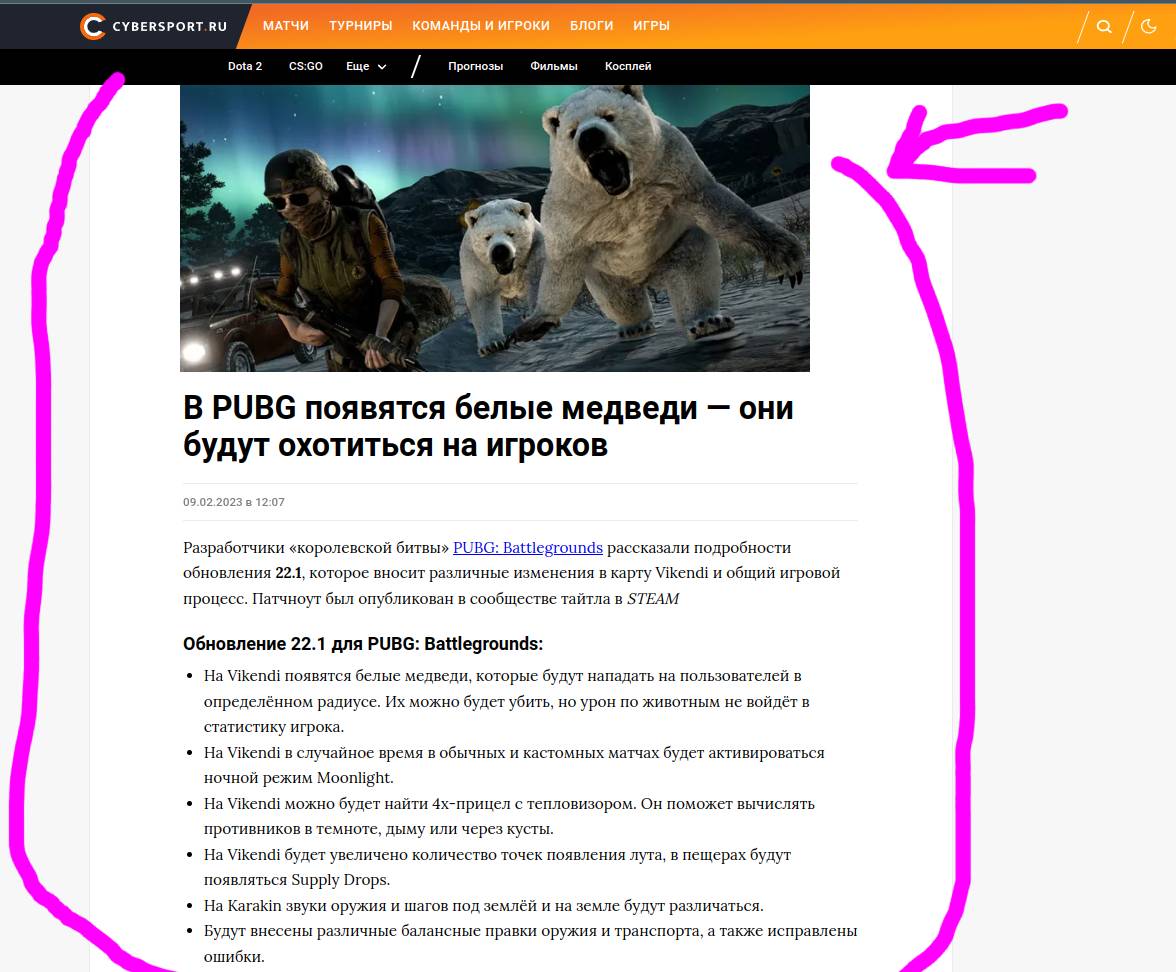 CYBERSPORT.RU
МАТЧИ ТУРНИРЫ КОМАНДЫ И ИГРОКИ БЛОГИ ИГРЫ
Dota 2 CS:GO Еще Прогнозы Фильмы Косплей
В PUBG появятся белые медведи — они
будут охотиться на игроков
09.02.2023 в 12:07
Разработчики «королевской битвы» PUBG: Battlegrounds рассказали подробности
обновления 22.1, которое вносит различные изменения в карту Vikendi и общий игровой
процесс. Патчноут был опубликован в сообществе тайтла в STEAM
Обновление 22.1 для PUBG: Battlegrounds:
• На Vikendi появятся белые медведи, которые будут нападать на пользователей в
определённом радиусе. Их можно будет убить, но урон по животным не войдёт в
статистику игрока.
• На Vikendi в случайное время в обычных и кастомных матчах будет активироваться
ночной режим Moonlight.
• На Vikendi можно будет найти 4x-прицел с тепловизором. Он поможет вычислять
противников в темноте, дыму или через кусты.
• На Vikendi будет увеличено количество точек появления лута, в пещерах будут
появляться Supply Drops.
• На Karakin звуки оружия и шагов под землёй и на земле будут различаться.
• Будут внесены различные балансные правки оружия и транспорта, а также исправлены
ошибки.